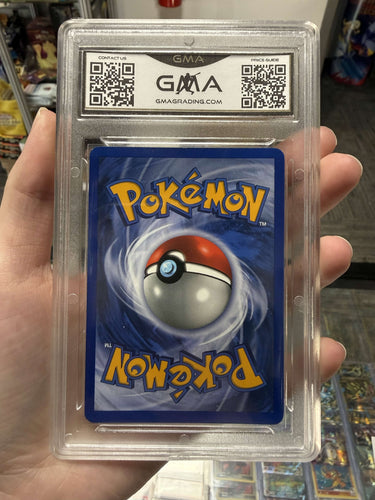 CONTACT US
GMA
PRICE GUIDE
GMA
GMAGRADING.COM
POKéMON
TM
POKéMON
TM